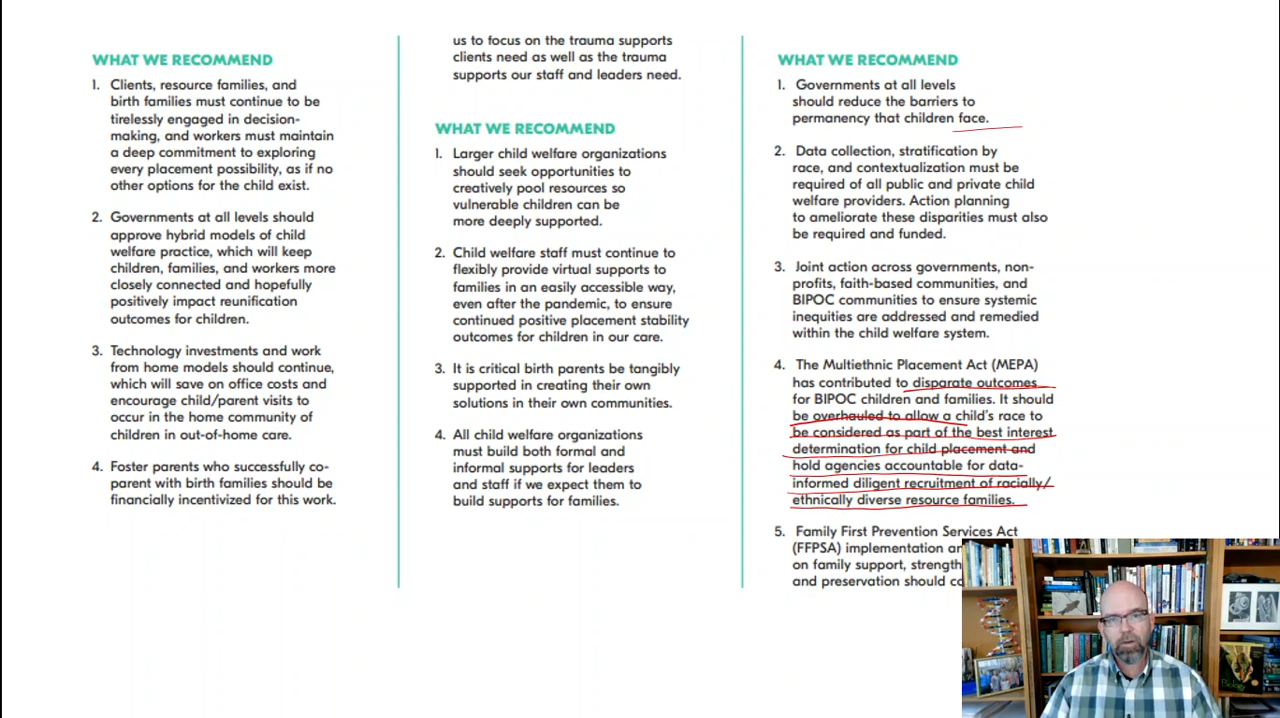 WHAT WE RECOMMEND
1. Clients, resource families, and
birth families must continue to be
tirelessly engaged in decision-
making, and workers must maintain
a deep commitment to exploring
every placement possibility, as if no
other options for the child exist.
2. Governments at all levels should
approve hybrid models of child
welfare practice, which will keep
children, families, and workers more
closely connected and hopefully
positively impact reunification
outcomes for children.
3. Technology investments and work
from home models should continue,
which will save on office costs and
encourage child/parent visits to
occur in the home community of
children in out-of-home care.
4. Foster parents who successfully co-
parent with birth families should be
financially incentivized for this work.
us to focus on the trauma supports
clients need as well as the trauma
supports our staff and leaders need.
WHAT WE RECOMMEND
1. Larger child welfare organizations
should seek opportunities to
creatively pool resources so
vulnerable children can be
more deeply supported.
2. Child welfare staff must continue to
flexibly provide virtual supports to
families in an easily accessible way,
even after the pandemic, to ensure
continued positive placement stability
outcomes for children in our care.
3. It is critical birth parents be tangibly
supported in creating their own
solutions in their own communities.
4. All child welfare organizations
must build both formal and
informal supports for leaders
and staff if we expect them to
build supports for families.
WHAT WE RECOMMEND
1. Governments at all levels
should reduce the barriers to
permanency that children face.
2. Data collection, stratification by
race, and contextualization must be
required of all public and private child
welfare providers. Action planning
to ameliorate these disparities must also
be required and funded.
3. Joint action across governments, non-
profits, faith-based communities, and
BIPOC communities to ensure systemic
inequities are addressed and remedied
within the child welfare system.
4. The Multiethnic Placement Act (MEPA)
has contributed to disparate outcomes
for BIPOC children and families. It should
be overhauled to allow a child's race to
be considered as part of the best interest
determination for child placement and
hold agencies accountable for data-
informed diligent recruitment of racially/
ethnically diverse resource families.
5. Family First Prevention Services Act
(FFPSA) implementation
on family support,
and preservation should
Biology